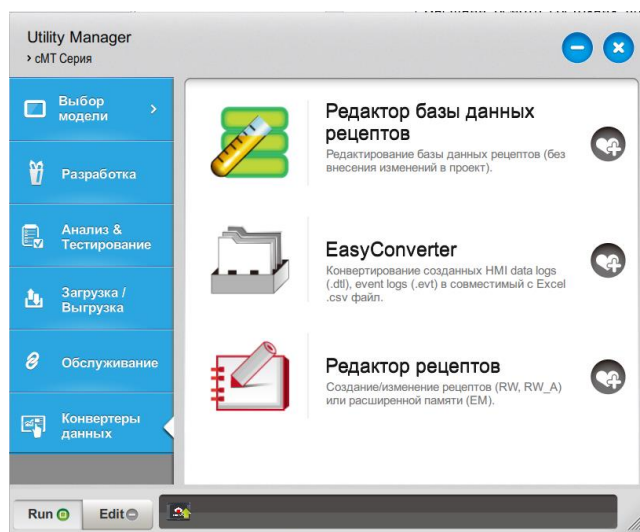 Utility Manager
› cMT Серия
Выбор
модели
Разработка
Анализ &
Тестирование
Загрузка /
Выгрузка
Обслуживание
Конвертеры
данных
Редактор базы данных
рецептов
Редактирование базы данных рецептов (без
внесения изменений в проект).
EasyConverter
Конвертирование созданных HMI data logs
(.dtl), event logs (.evt) в совместимый с Excel
.csv файл.
Редактор рецептов
Создание/изменение рецептов (RW, RW_A)
или расширенной памяти (EM).
Run
Edit